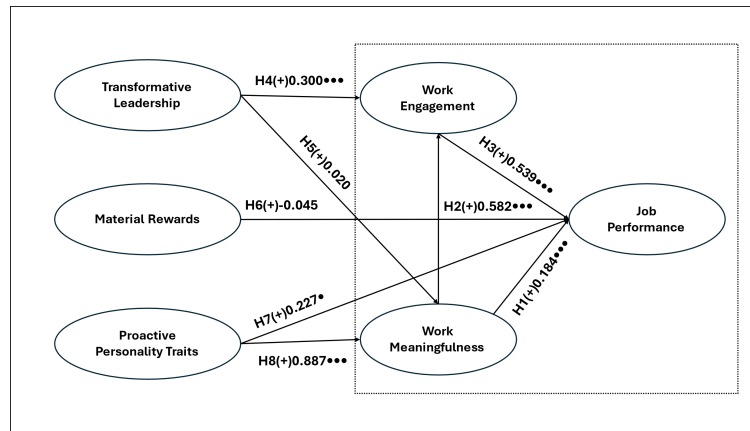 Transformative
Leadership
H4(+)0.300•••
Work
Engagement
H5(+)0.020
H3(+)0.539•••
Material Rewards
H6(+)-0.045
H2(+)0.582•••
Job
Performance
H7(+)0.227•
H1(+)0.184•••
Proactive
Personality Traits
H8(+)0.887•••
Work
Meaningfulness